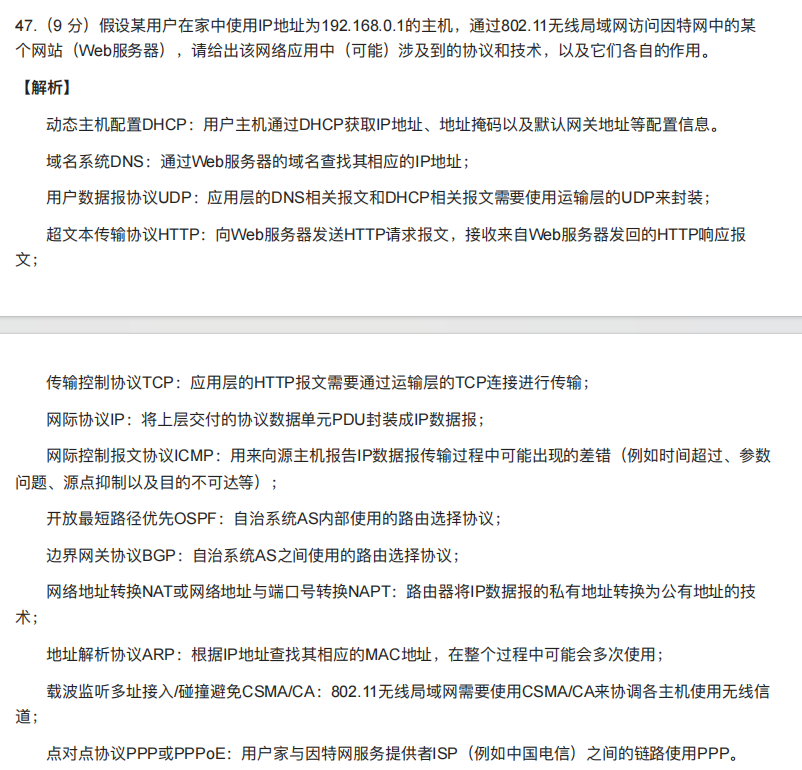 47.（9 分）假设某用户在家中使用IP地址为192.168.0.1的主机，通过802.11无线局域网访问因特网中的某
个网站（Web服务器），请给出该网络应用中（可能）涉及到的协议和技术，以及它们各自的作用。
【解析】
动态主机配置DHCP：用户主机通过DHCP获取IP地址、地址掩码以及默认网关地址等配置信息。
域名系统DNS：通过Web服务器的域名查找其相应的IP地址；
用户数据报协议UDP：应用层的DNS相关报文和DHCP相关报文需要使用运输层的UDP来封装；
超文本传输协议HTTP：向Web服务器发送HTTP请求报文，接收来自Web服务器发回的HTTP响应报
文；
传输控制协议TCP：应用层的HTTP报文需要通过运输层的TCP连接进行传输；
网际协议IP：将上层交付的协议数据单元PDU封装成IP数据报；
网际控制报文协议ICMP：用来向源主机报告IP数据报传输过程中可能出现的差错（例如时间超过、参数
问题、源点抑制以及目的不可达等）；
开放最短路径优先OSPF：自治系统AS内部使用的路由选择协议；
边界网关协议BGP：自治系统AS之间使用的路由选择协议；
网络地址转换NAT或网络地址与端口号转换NAPT：路由器将IP数据报的私有地址转换为公有地址的技
术；
地址解析协议ARP：根据IP地址查找其相应的MAC地址，在整个过程中可能会多次使用；
载波监听多址接入/碰撞避免CSMA/CA：802.11无线局域网需要使用CSMA/CA来协调各主机使用无线信
道；
点对点协议PPP或PPPoE：用户家与因特网服务提供者ISP（例如中国电信）之间的链路使用PPP。